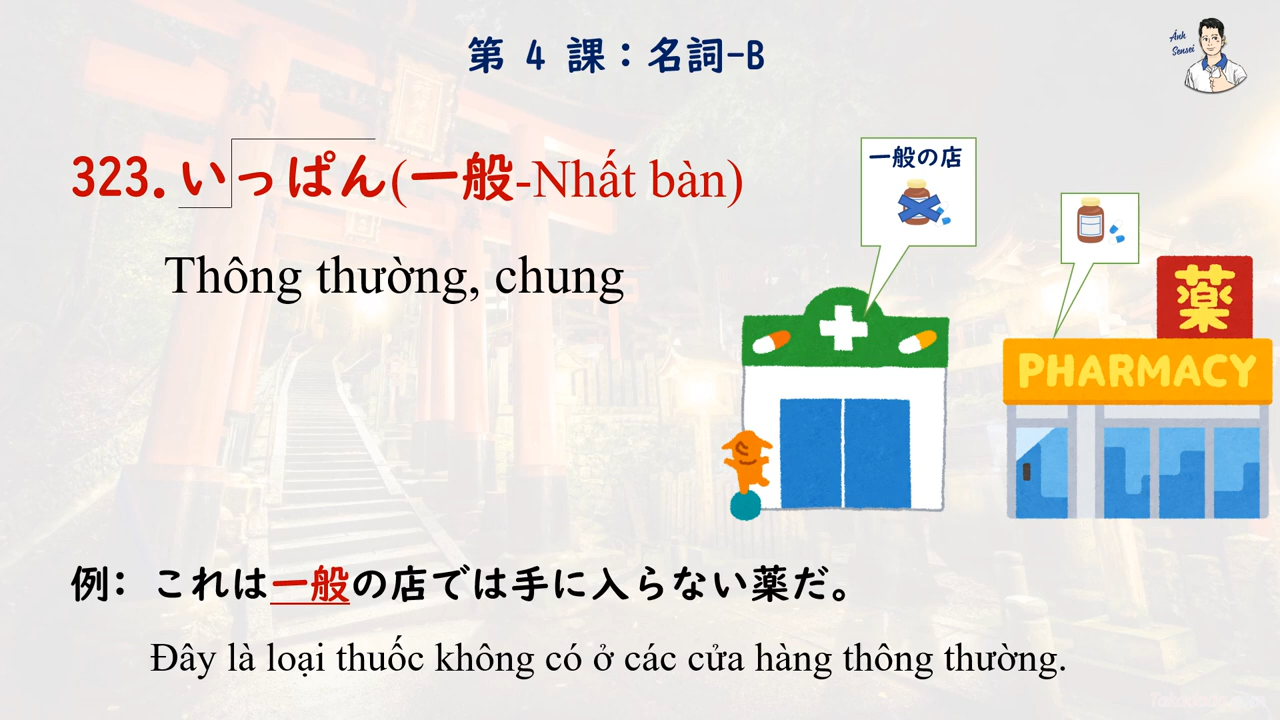 第 4 課：名詞-B
Anh Sensei
323. いっぱん(一般-Nhất bàn)
Thông thường, chung
一般の店
薬
PHARMACY
例： これは一般の店では手に入らない薬だ。
Đây là loại thuốc không có ở các cửa hàng thông thường.